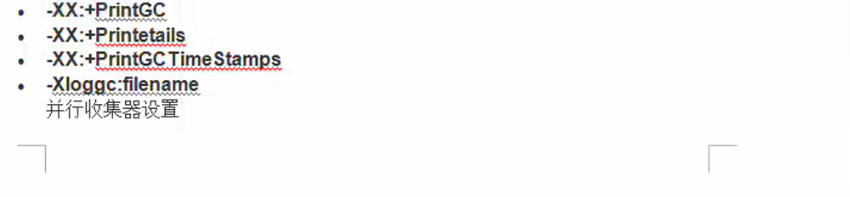 • -XX:+PrintGC
• -XX:+Printetails
• -XX:+PrintGCTimeStamps
• -Xloggc:filename
并行收集器设置